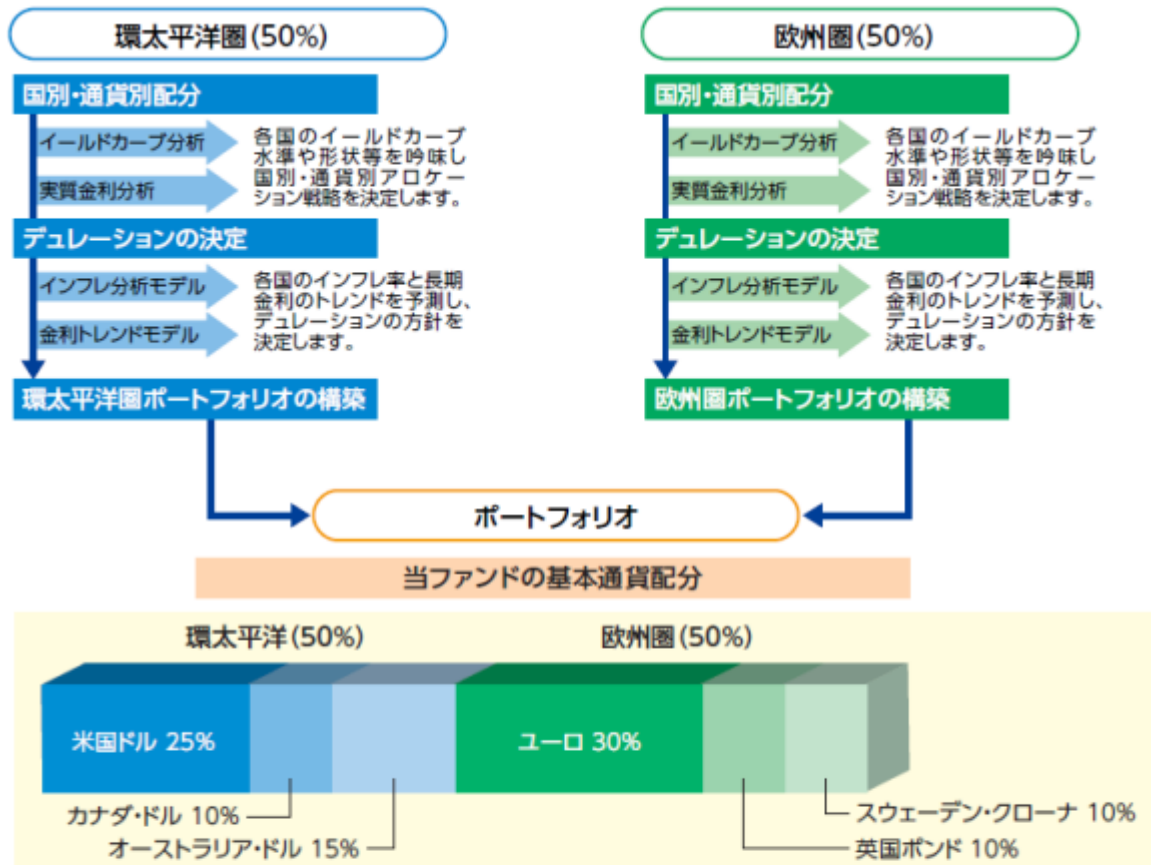 環太平洋圏(50%)
国別・通貨別配分
イールドカーブ分析
実質金利分析
各国のイールドカーブ
水準や形状等を吟味し
国別・通貨別アロケー
ション戦略を決定します。
デュレーションの決定
インフレ分析モデル
金利トレンドモデル
各国のインフレ率と長期
金利のトレンドを予測し、
デュレーションの方針を
決定します。
環太平洋圏ポートフォリオの構築
欧州圏(50%)
国別・通貨別配分
イールドカーブ分析
実質金利分析
各国のイールドカーブ
水準や形状等を吟味し
国別・通貨別アロケー
ション戦略を決定します。
デュレーションの決定
インフレ分析モデル
金利トレンドモデル
各国のインフレ率と長期
金利のトレンドを予測し、
デュレーションの方針を
決定します。
欧州圏ポートフォリオの構築
ポートフォリオ
当ファンドの基本通貨配分
環太平洋(50%)
欧州圏(50%)
米国ドル 25%
ユーロ 30%
カナダ・ドル 10%
オーストラリア・ドル 15%
スウェーデン・クローナ 10%
英国ポンド 10%